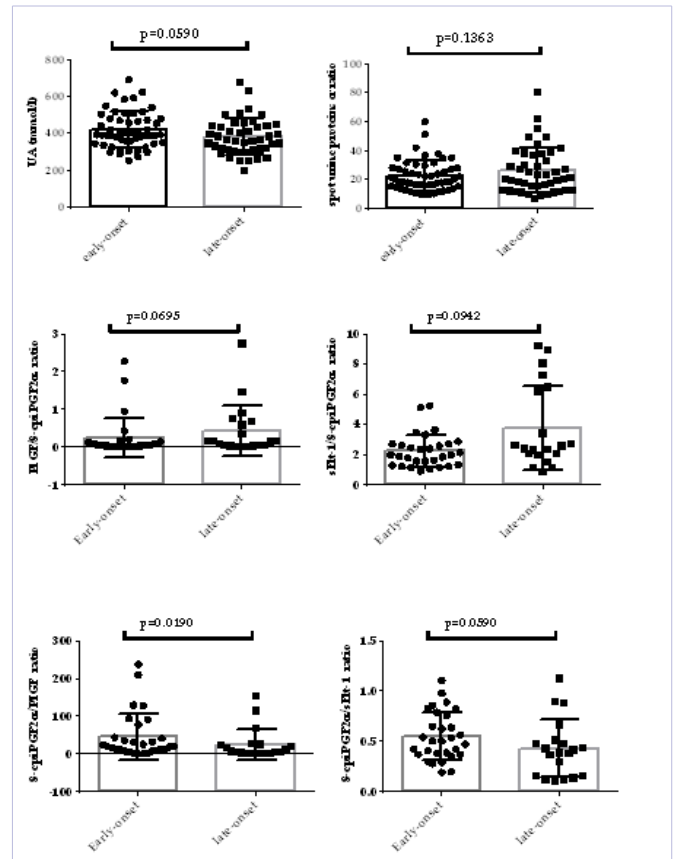 p=0.0590
800
600
400
200
0
UA (mmol/l)
early-onset
late-onset
p=0.1363
100
80
60
40
20
0
spot urine protein: cr ratio
early-onset
late-onset
p=0.0695
3
2
1
0
-1
PlGF/8-epiPGF2α ratio
Early-onset
late-onset
p=0.0942
10
8
6
4
2
0
sFlt-1/8-epiPGF2α ratio
Early-onset
late-onset
p=0.0190
300
200
100
0
-100
8-epiPGF2α/PlGF ratio
Early-onset
late-onset
p=0.0590
1.5
1.0
0.5
0.0
8-epiPGF2α/sFlt-1 ratio
Early-onset
late-onset